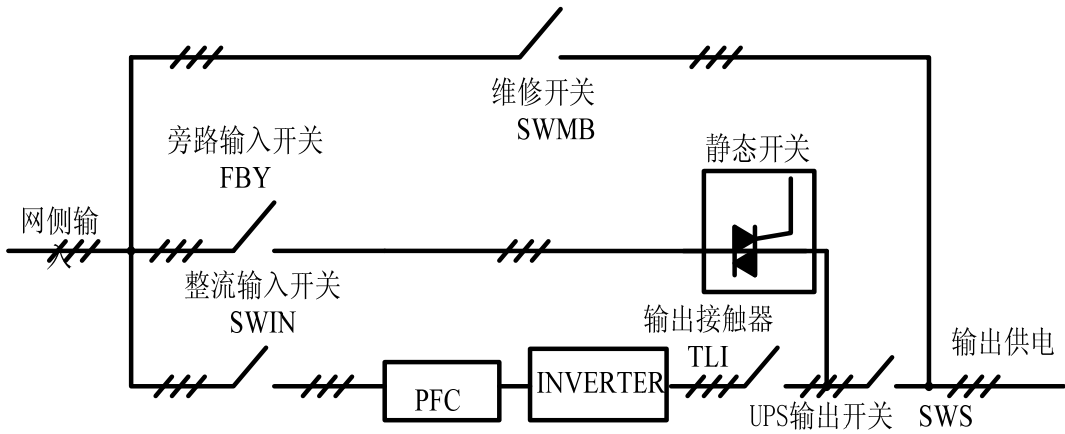 维修开关
SWMB
旁路输入开关
FBY
静态开关
网侧输
入
整流输入开关
SWIN
输出接触器
TLI
输出供电
PFC
INVERTER
UPS输出开关 SWS